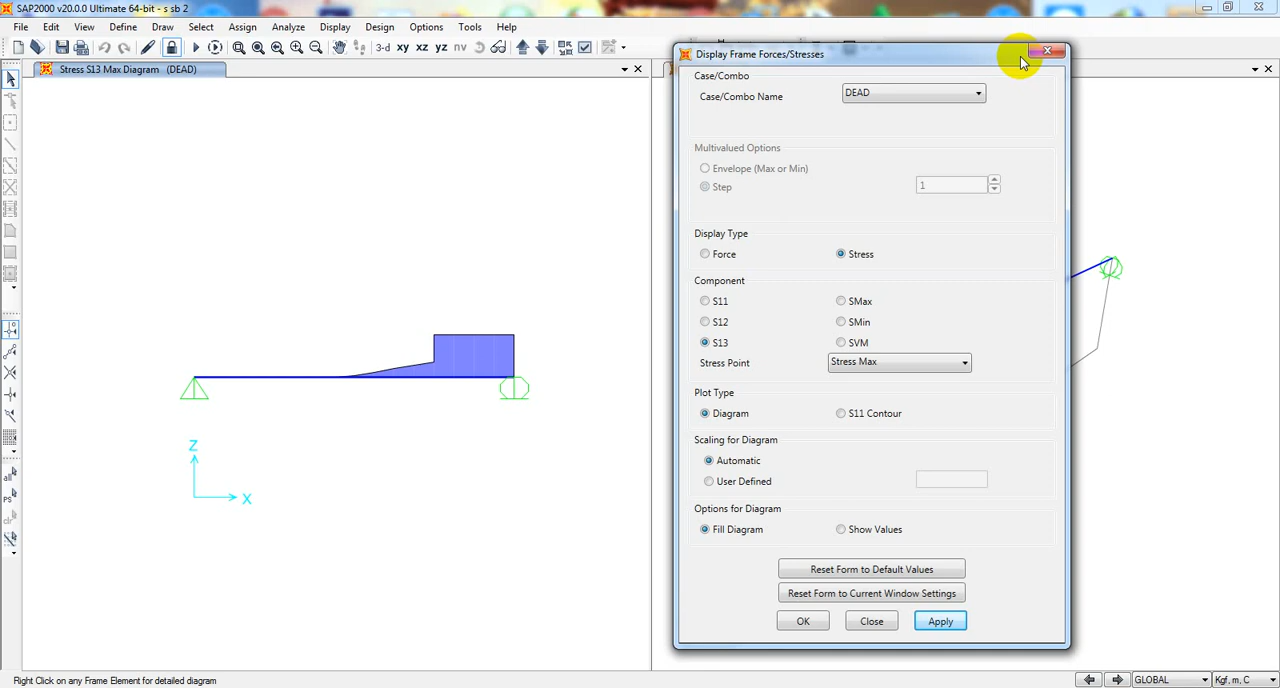 SAP2000 v20.0.0 Ultimate 64-bit - s sb 2
File Edit View Define Draw Select Assign Analyze Display Design Options Tools Help
3-d xy xz yz nv
Stress S13 Max Diagram (DEAD)
Display Frame Forces/Stresses
Case/Combo
Case/Combo Name DEAD
Multivalued Options
Envelope (Max or Min)
Step 1
Display Type
Force Stress
Component
S11 SMax
S12 SMin
S13 SVM
Stress Point Stress Max
Plot Type
Diagram S11 Contour
Scaling for Diagram
Automatic
User Defined
Options for Diagram
Fill Diagram Show Values
Reset Form to Default Values
Reset Form to Current Window Settings
OK Close Apply
Z
X
all
PS
clr
Right Click on any Frame Element for detailed diagram
GLOBAL Kgf, m, C